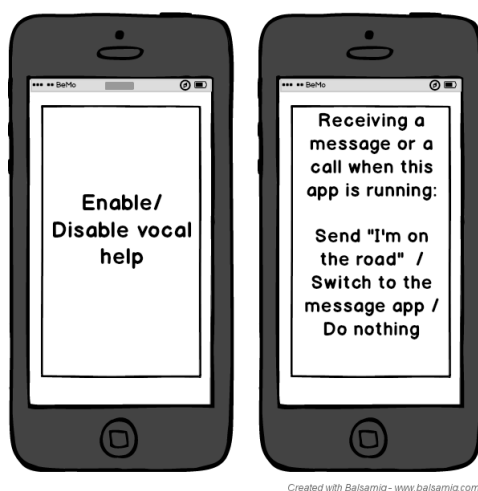 BeMo
Enable/
Disable vocal
help
BeMo
Receiving a
message or a
call when this
app is running:
Send "I'm on
the road" /
Switch to the
message app /
Do nothing
Created with Balsamiq - www.balsamiq.com